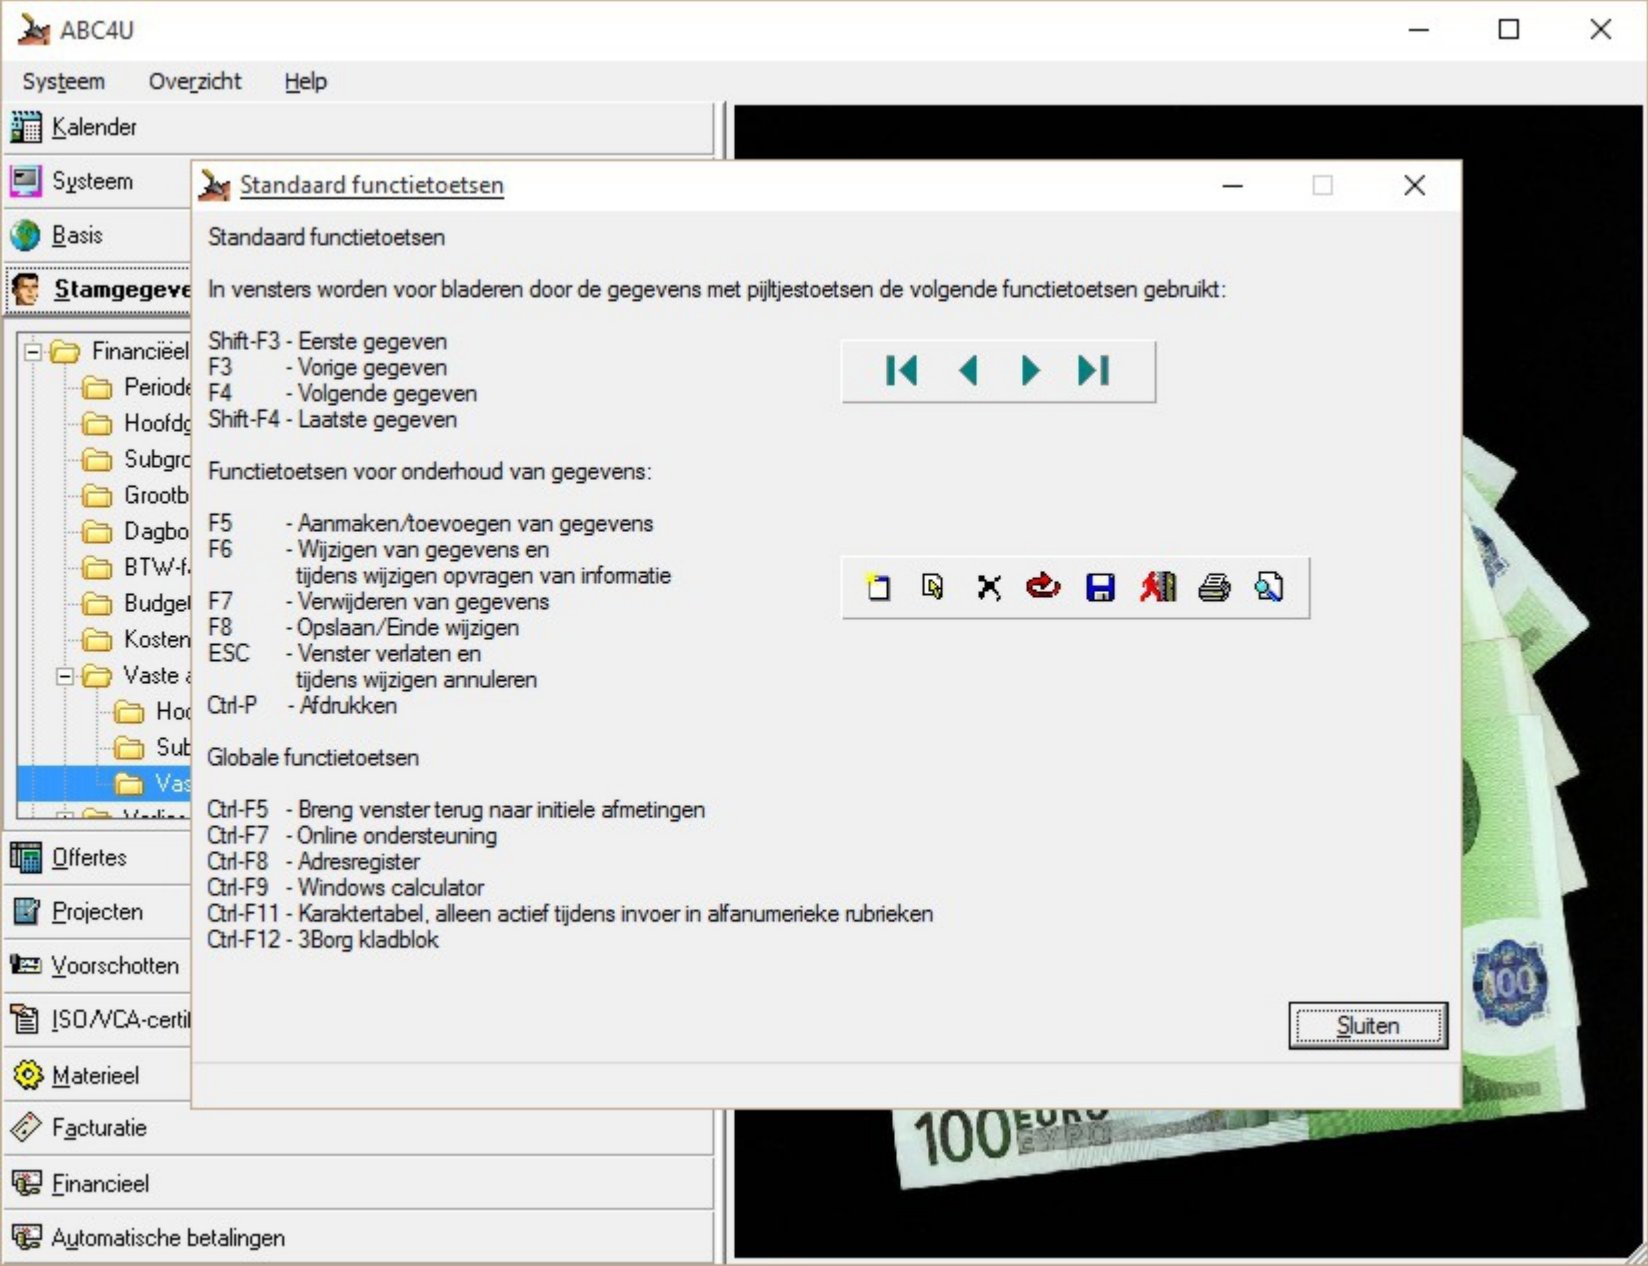 ABC4U
Systeem Overzicht Help
Kalender
Systeem
Basis
Stamgegeve
Financiëel
Periode
Hoofdg
Subgro
Grootb
Dagbo
BTW-f
Budget
Kosten
Vaste a
Hoo
Sub
Vas
Offertes
Projecten
Voorschotten
ISO/VCA-certi
Materieel
Facturatie
Financieel
Automatische betalingen
Standaard functietoetsen
Standaard functietoetsen
In vensters worden voor bladeren door de gegevens met pijltjestoetsen de volgende functietoetsen gebruikt:
Shift-F3 - Eerste gegeven
F3 - Vorige gegeven
F4 - Volgende gegeven
Shift-F4 - Laatste gegeven
Functietoetsen voor onderhoud van gegevens:
F5 - Aanmaken/toevoegen van gegevens
F6 - Wijzigen van gegevens en
tijdens wijzigen opvragen van informatie
F7 - Verwijderen van gegevens
F8 - Opslaan/Einde wijzigen
ESC - Venster verlaten en
tijdens wijzigen annuleren
Ctrl-P - Afdrukken
Globale functietoetsen
Ctrl-F5 - Breng venster terug naar initiele afmetingen
Ctrl-F7 - Online ondersteuning
Ctrl-F8 - Adresregister
Ctrl-F9 - Windows calculator
Ctrl-F11 - Karaktertabel, alleen actief tijdens invoer in alfanumerieke rubrieken
Ctrl-F12 - 3Borg kladblok
Sluiten
100
100 EURO
ΕΥΡΩ